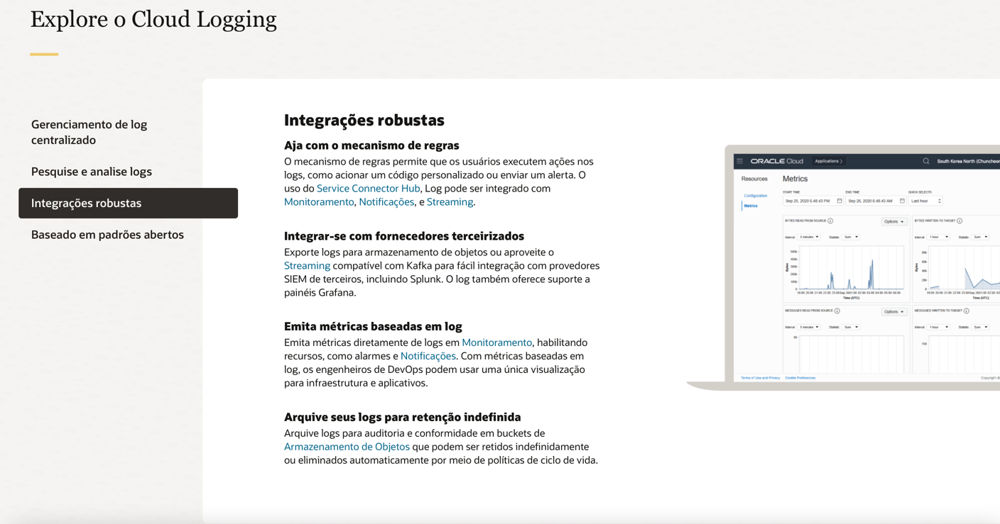 Explore o Cloud Logging
Gerenciamento de log
centralizado
Pesquise e analise logs
Integrações robustas
Baseado em padrões abertos
Integrações robustas
Aja com o mecanismo de regras
O mecanismo de regras permite que os usuários executem ações nos
logs, como acionar um código personalizado ou enviar um alerta. O
uso do Service Connector Hub, Log pode ser integrado com
Monitoramento, Notificações, e Streaming.
Integrar-se com fornecedores terceirizados
Exporte logs para armazenamento de objetos ou aproveite o
Streaming compatível com Kafka para fácil integração com provedores
SIEM de terceiros, incluindo Splunk. O log também oferece suporte a
painéis Grafana.
Emita métricas baseadas em log
Emita métricas diretamente de logs em Monitoramento, habilitando
recursos, como alarmes e Notificações. Com métricas baseadas em
log, os engenheiros de DevOps podem usar uma única visualização
para infraestrutura e aplicativos.
Arquive seus logs para retenção indefinida
Arquive logs para auditoria e conformidade em buckets de
Armazenamento de Objetos que podem ser retidos indefinidamente
ou eliminados automaticamente por meio de políticas de ciclo de vida.
ORACLE Cloud Applications South Korea North (Chuncheon
Resources Metrics
Configuration
Metrics
START TIME END TIME QUICK SELECTS
Sep 25, 2020 6:48:43 PM Sep 26, 2020 6:48:43 AM Last hour
BYTES READ FROM SOURCE Options BYTES WRITTEN TO TARGET
Interval 5 minutes Statistic Sum Interval 1 hour Statistic Sum
Bytes
500k
400k
300k
200k
100k
0
Time (UTC)
Bytes
80k
60k
40k
20k
0
Time (UTC)
MESSAGES READ FROM SOURCE Options MESSAGES WRITTEN TO TARGET
Interval 5 minutes Statistic Sum Interval 1 hour Statistic Sum
Terms of Use and Privacy Cookie Preferences Copyright ©